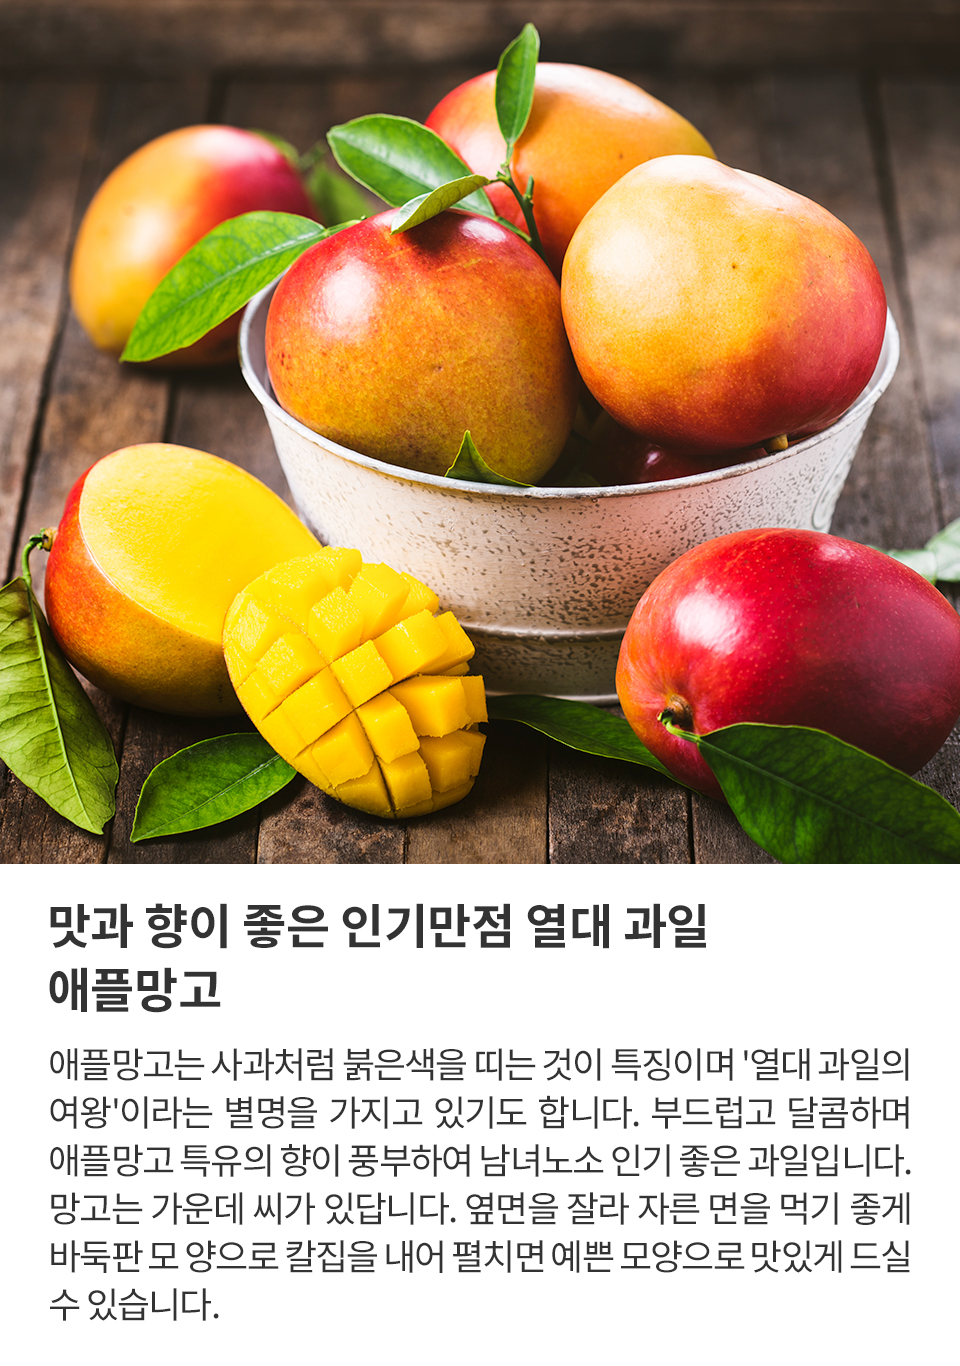 맛과 향이 좋은 인기만점 열대 과일
애플망고
애플망고는 사과처럼 붉은색을 띠는 것이 특징이며 '열대 과일의
여왕'이라는 별명을 가지고 있기도 합니다. 부드럽고 달콤하며
애플망고 특유의 향이 풍부하여 남녀노소 인기 좋은 과일입니다.
망고는 가운데 씨가 있답니다. 옆면을 잘라 자른 면을 먹기 좋게
바둑판 모 양으로 칼집을 내어 펼치면 예쁜 모양으로 맛있게 드실
수 있습니다.